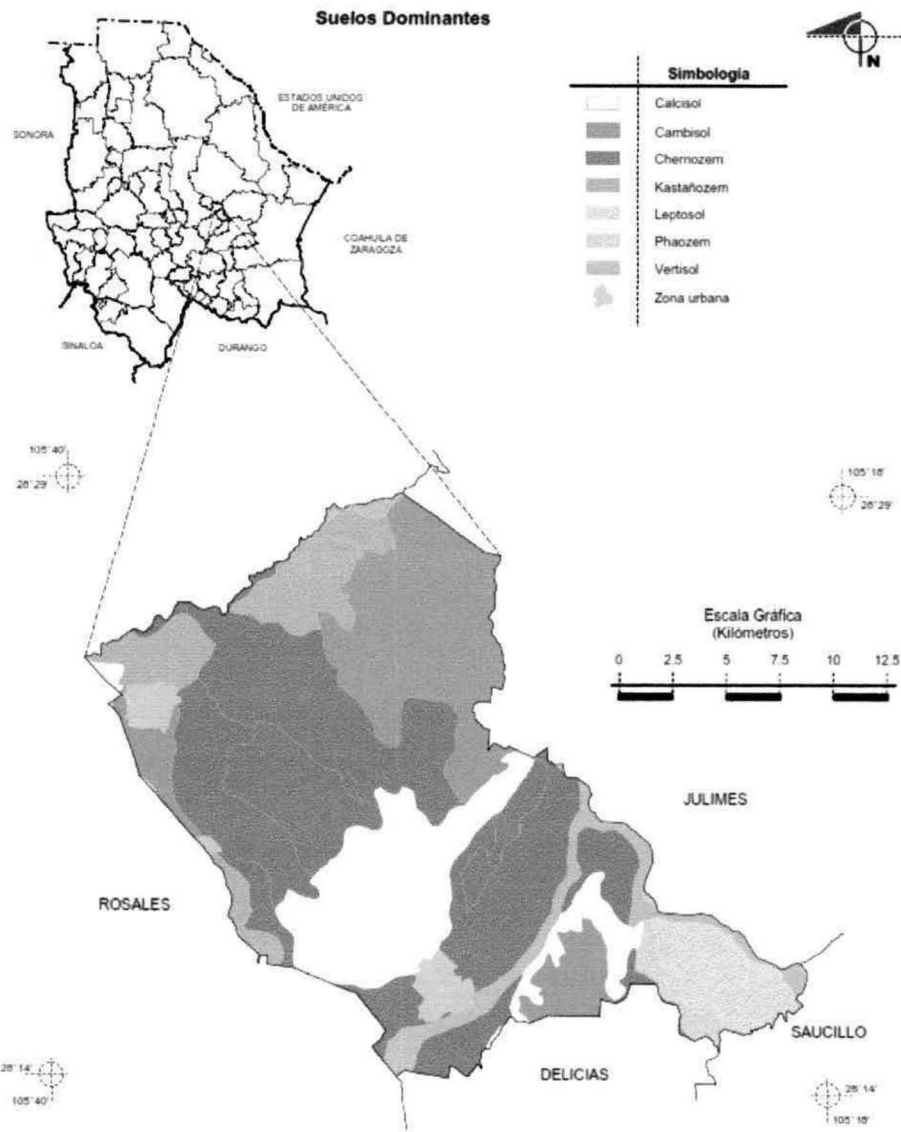 Suelos Dominantes
N
Simbología
Calcisol
Cambisol
Chernozem
Kastañozem
Leptosol
Phaozem
Vertisol
Zona urbana
ESTADOS UNIDOS
DE AMÉRICA
SONORA
COAHUILA DE
ZARAGOZA
SINALOA
DURANGO
105°40'
28°29'
105°18'
28°29'
Escala Gráfica
(Kilómetros)
0 2.5 5 7.5 10 12.5
JULIMES
ROSALES
SAUCILLO
DELICIAS
28°14'
105°40'
28°14'
105°18'